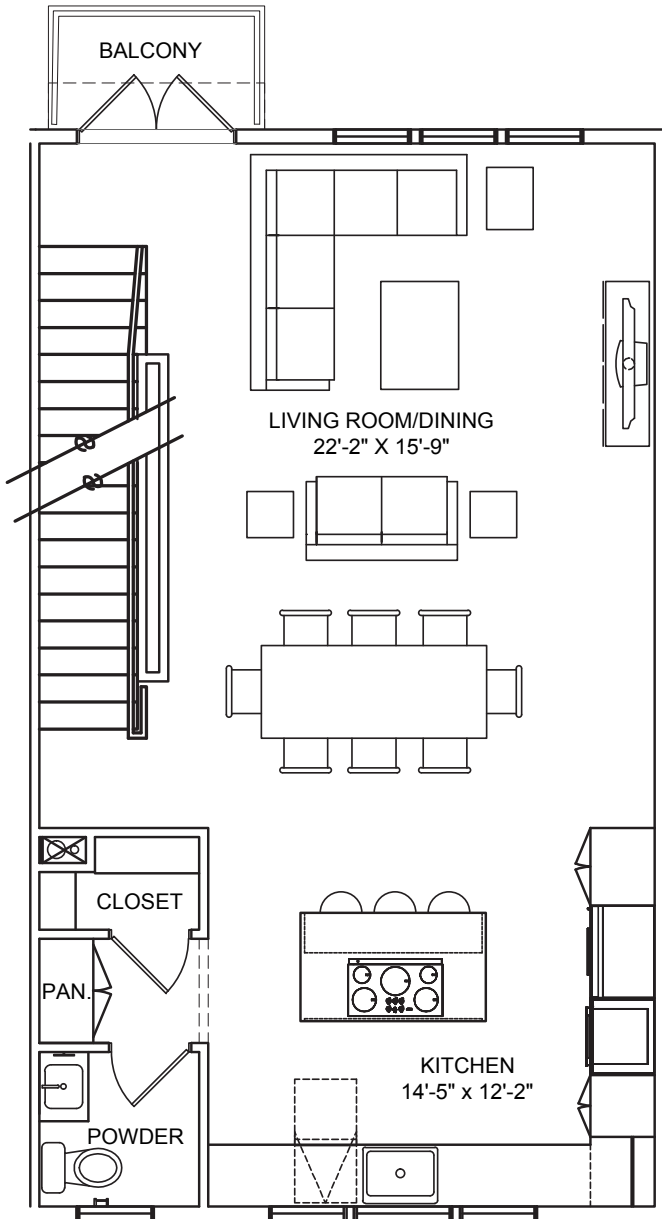 BALCONY
LIVING ROOM/DINING
22'-2" X 15'-9"
CLOSET
PAN.
KITCHEN
14'-5" x 12'-2"
POWDER